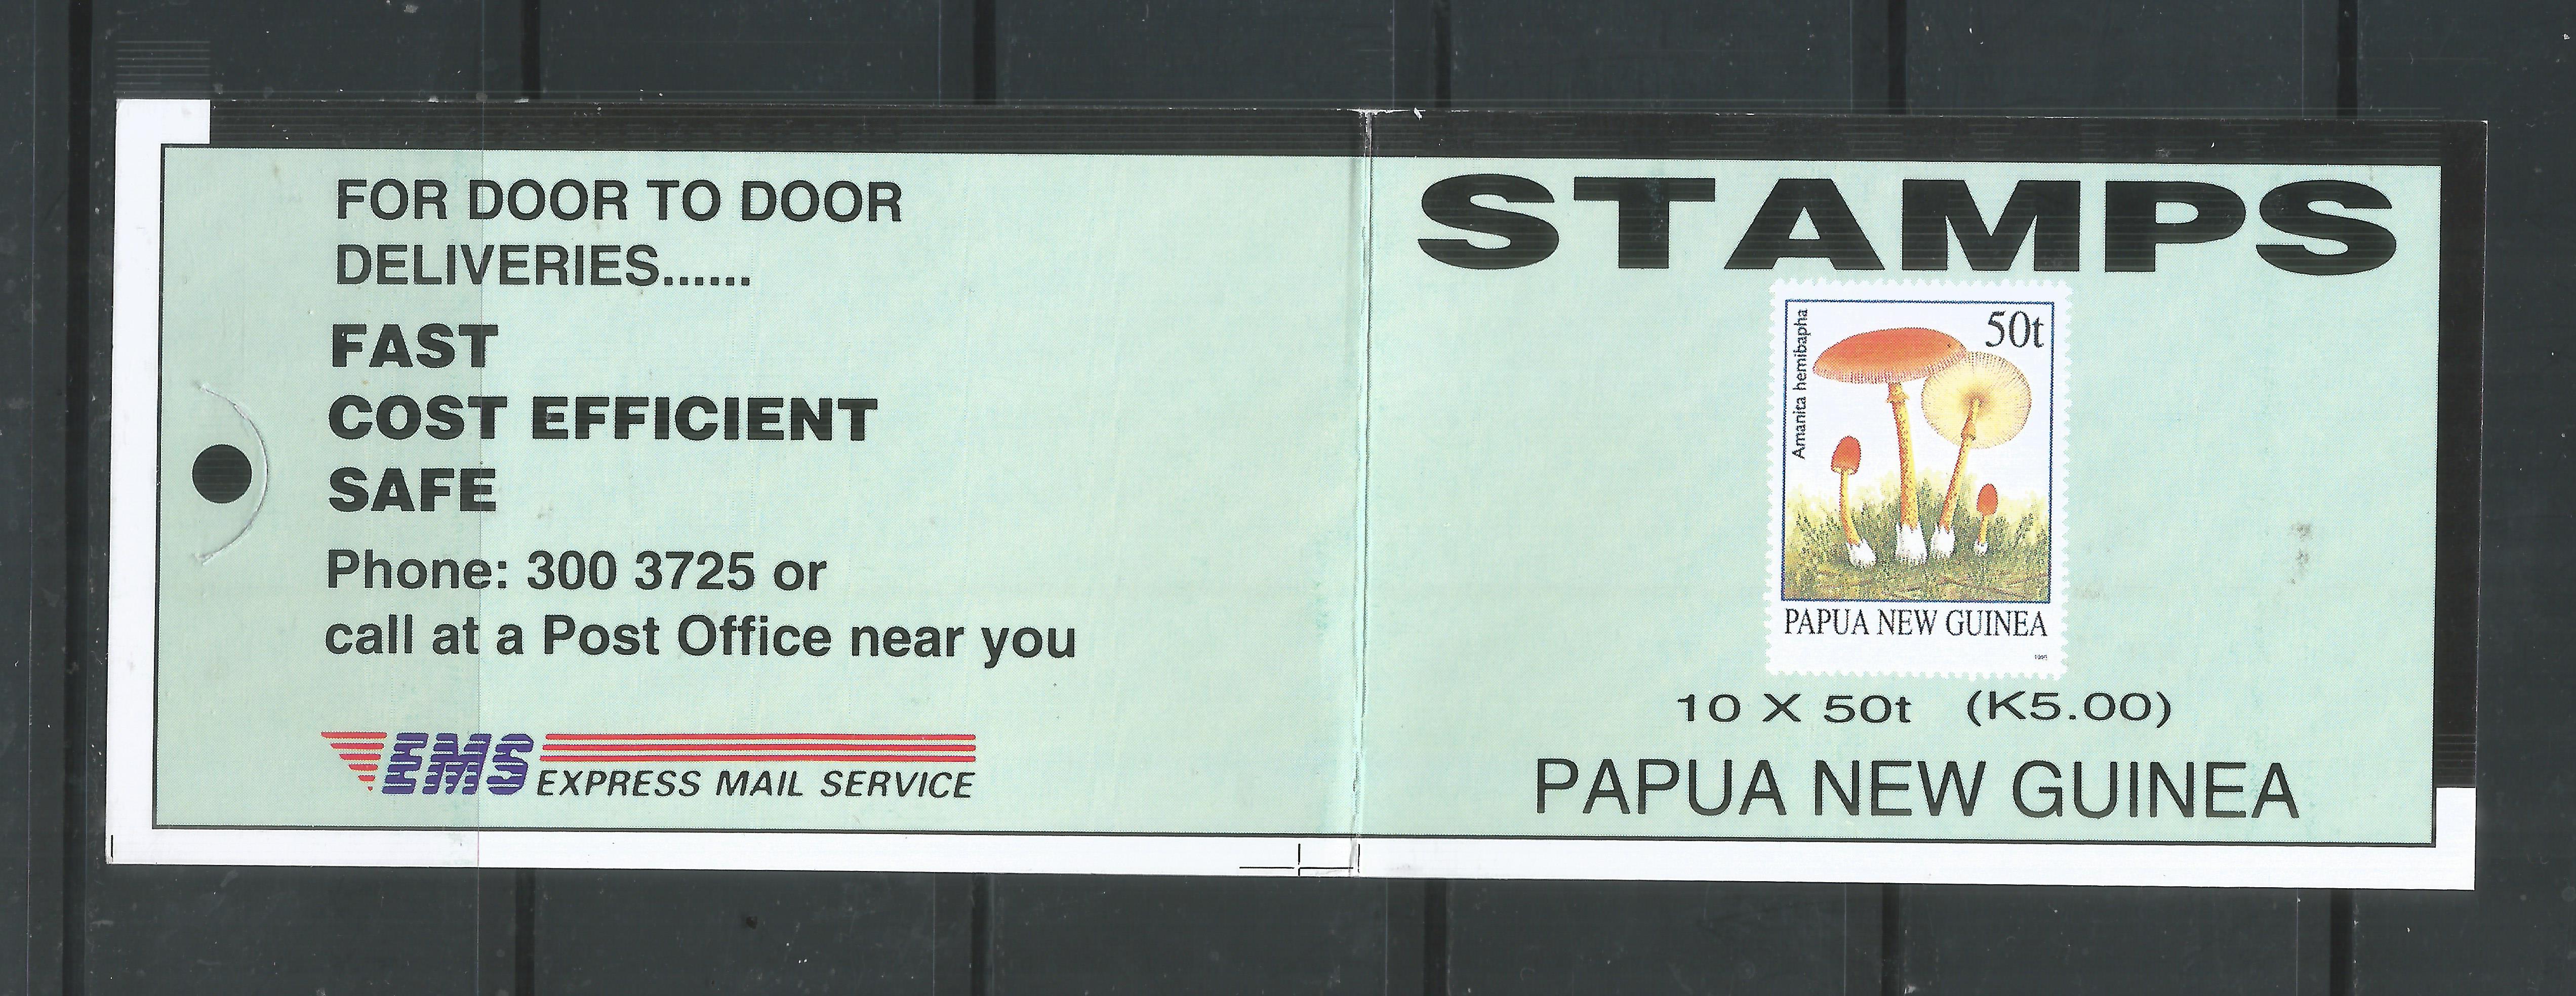 FOR DOOR TO DOOR
DELIVERIES......
FAST
COST EFFICIENT
SAFE
Phone: 300 3725 or
call at a Post Office near you
EMS EXPRESS MAIL SERVICE
STAMPS
50t
Amanita hemibapha
PAPUA NEW GUINEA
10 X 50t (K5.00)
PAPUA NEW GUINEA